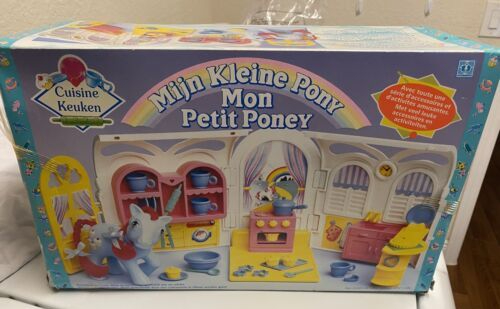 Cuisine
Keuken
Mijn Kleine Pony
Mon
Petit Poney
Avec toute une
série d'accessoires et
d'activités amusantes.
Met veel leuke
accessoires en
activiteiten.